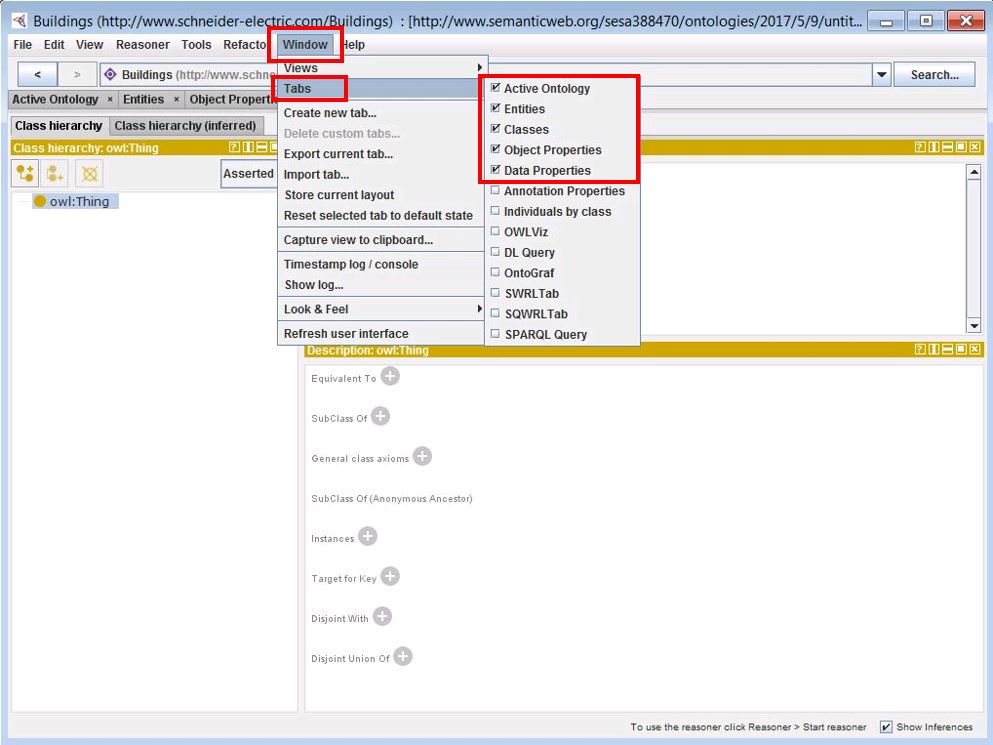 Buildings (http://www.schneider-electric.com/Buildings) : [http://www.semanticweb.org/sesa388470/ontologies/2017/5/9/untit...
File Edit View Reasoner Tools Refactor Window Help
< > Buildings (http://www.schne Search...
Active Ontology × Entities × Object Properti
Class hierarchy Class hierarchy (inferred)
Class hierarchy: owl:Thing
Asserted
owl:Thing
Views
Tabs
Create new tab...
Delete custom tabs...
Export current tab...
Import tab...
Store current layout
Reset selected tab to default state
Capture view to clipboard...
Timestamp log / console
Show log...
Look & Feel
Refresh user interface
Active Ontology
Entities
Classes
Object Properties
Data Properties
Annotation Properties
Individuals by class
OWLViz
DL Query
OntoGraf
SWRLTab
SQWRLTab
SPARQL Query
Description: owl:Thing
Equivalent To
SubClass Of
General class axioms
SubClass Of (Anonymous Ancestor)
Instances
Target for Key
Disjoint With
Disjoint Union Of
To use the reasoner click Reasoner > Start reasoner Show Inferences